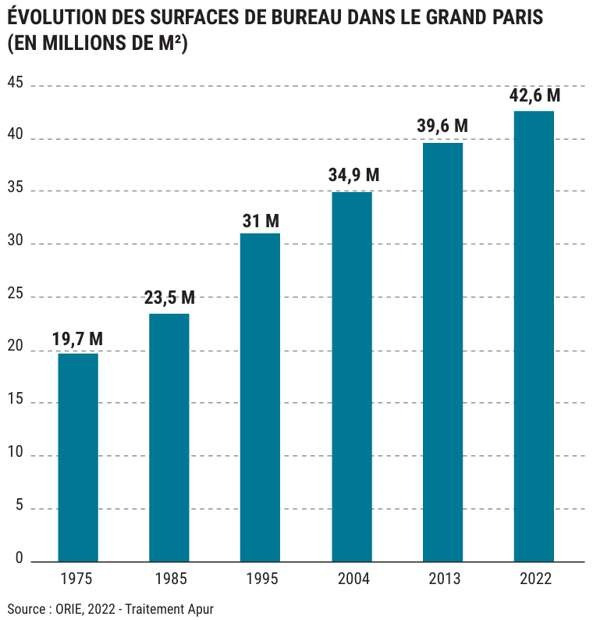 ÉVOLUTION DES SURFACES DE BUREAU DANS LE GRAND PARIS
(EN MILLIONS DE M²)
45
42,6 M
40
39,6 M
35
34,9 M
30
31 M
25
23,5 M
20
19,7 M
15
10
5
0
1975 1985 1995 2004 2013 2022
Source : ORIE, 2022 - Traitement Apur